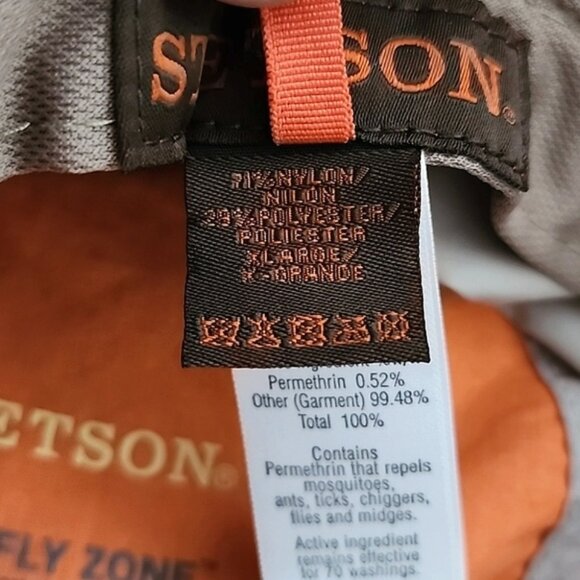 STETSON®
71% NYLON/
NILON
29% POLYESTER/
POLIESTER
XLARGE/
X-GRANDE
Permethrin 0.52%
Other (Garment) 99.48%
Total 100%
Contains
Permethrin that repels
mosquitoes,
ants, ticks, chiggers,
flies and midges.
Active ingredient
remains effective
for 70 washings.
ETSON®
FLY ZONE™